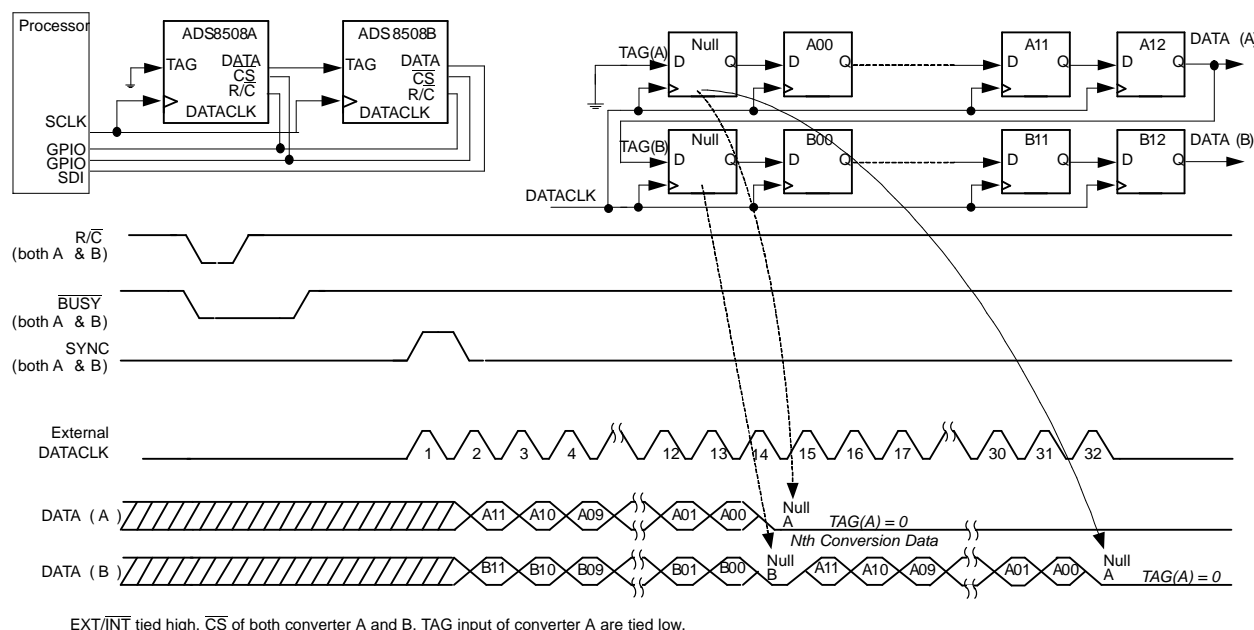 Processor
ADS8508A
ADS8508B
TAG
DATA
CS
R/C
DATACLK
TAG
DATA
CS
R/C
DATACLK
SCLK
GPIO
GPIO
SDI
TAG(A)
Null
A00
A11
A12
DATA (A)
D
Q
D
Q
D
Q
D
Q
TAG(B)
Null
B00
B11
B12
DATA (B)
D
Q
D
Q
D
Q
D
Q
DATACLK
R/C
(both A & B)
BUSY
(both A & B)
SYNC
(both A & B)
External
DATACLK
1 2 3 4 12 13 14 15 16 17 30 31 32
DATA (A)
A11 A10 A09 A01 A00
Null
A
TAG(A) = 0
Nth Conversion Data
DATA (B)
B11 B10 B09 B01 B00
Null
B
A11 A10 A09 A01 A00
Null
A
TAG(A) = 0
EXT/INT tied high, CS of both converter A and B, TAG input of converter A are tied low.